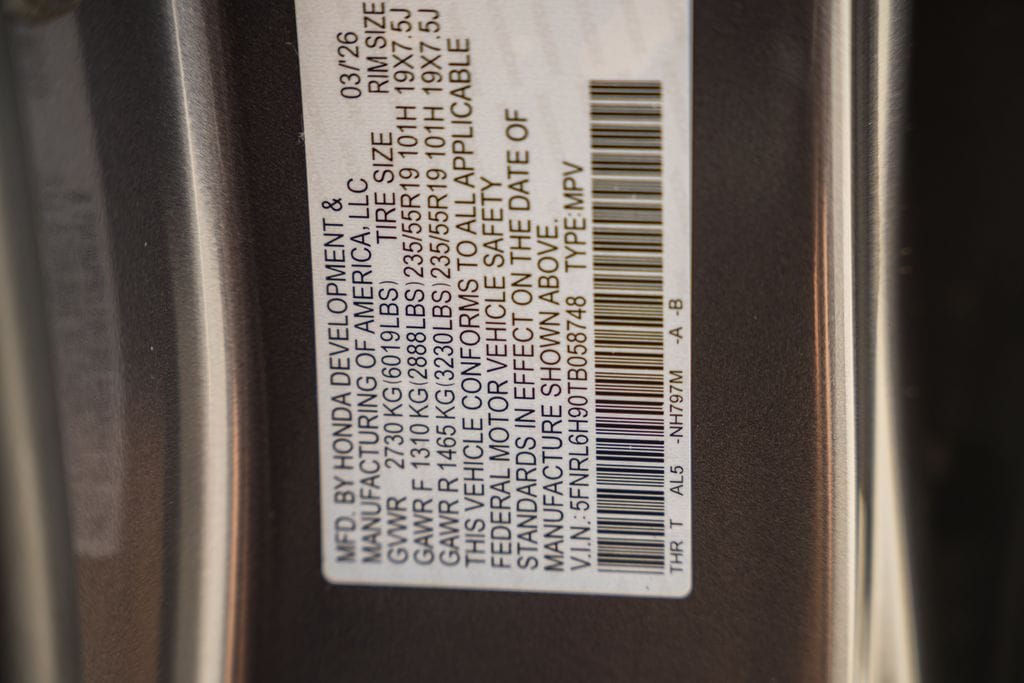 MFD. BY HONDA DEVELOPMENT &
MANUFACTURING OF AMERICA, LLC 03/'26
GVWR 2730 KG(6019LBS) TIRE SIZE RIM SIZE
GAWR F 1310 KG(2888LBS)235/55R19 101H 19X7.5J
GAWR R 1465 KG(3230LBS)235/55R19 101H 19X7.5J
THIS VEHICLE CONFORMS TO ALL APPLICABLE
FEDERAL MOTOR VEHICLE SAFETY
STANDARDS IN EFFECT ON THE DATE OF
MANUFACTURE SHOWN ABOVE.
V.I.N.:5FNRL6H90TB058748 TYPE:MPV
THR T AL5 -NH797M -A -B